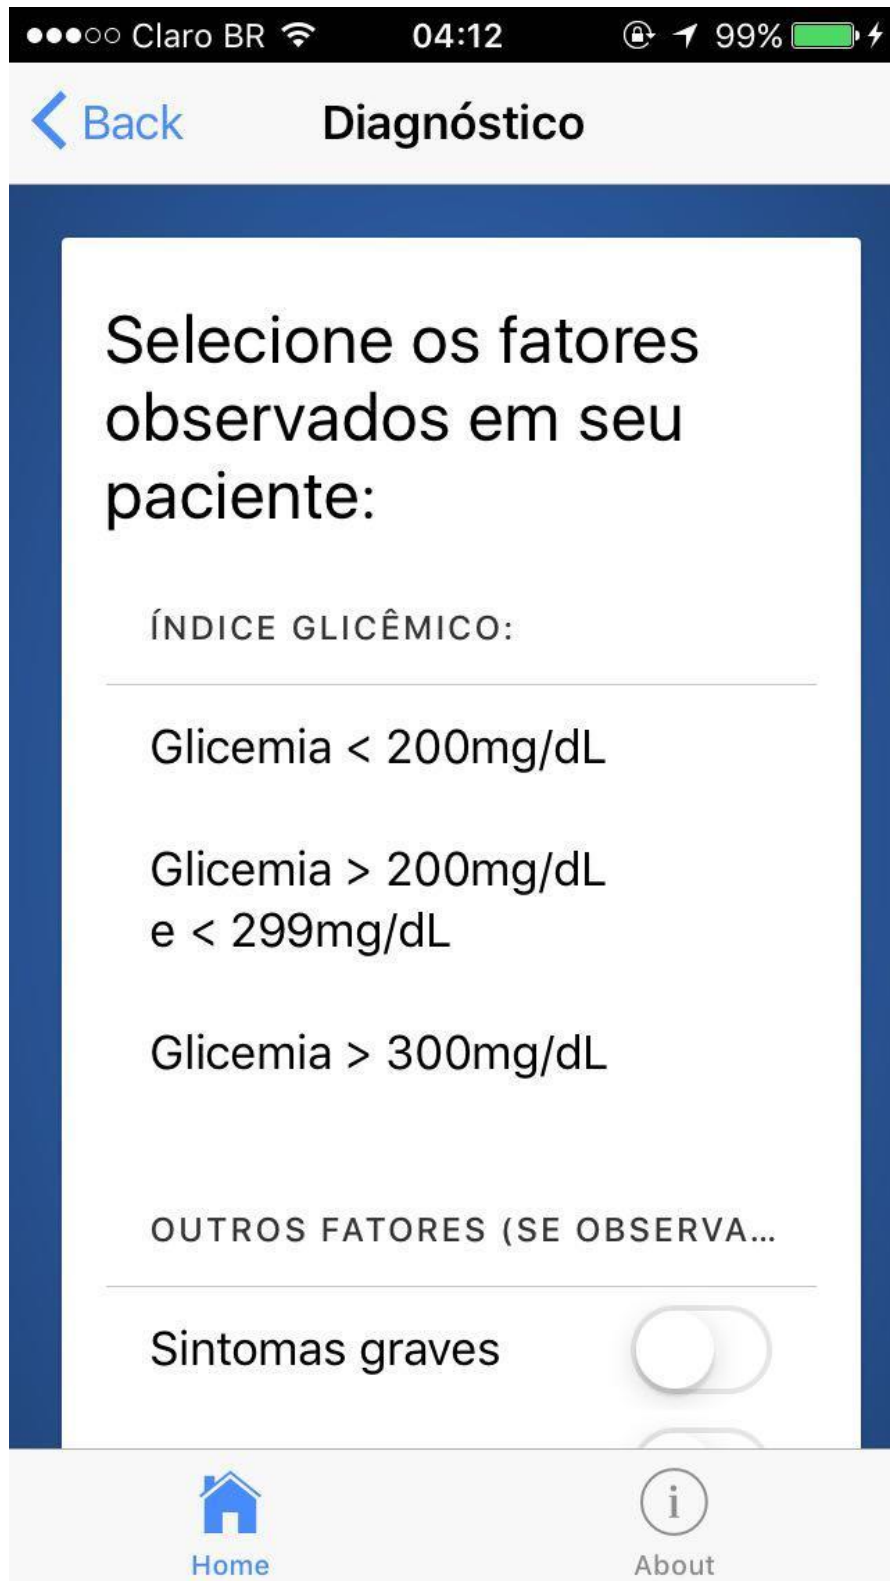 Claro BR 04:12 99%
Back Diagnóstico
Selecione os fatores
observados em seu
paciente:
ÍNDICE GLICÊMICO:
Glicemia < 200mg/dL
Glicemia > 200mg/dL
e < 299mg/dL
Glicemia > 300mg/dL
OUTROS FATORES (SE OBSERVA...
Sintomas graves
Home About